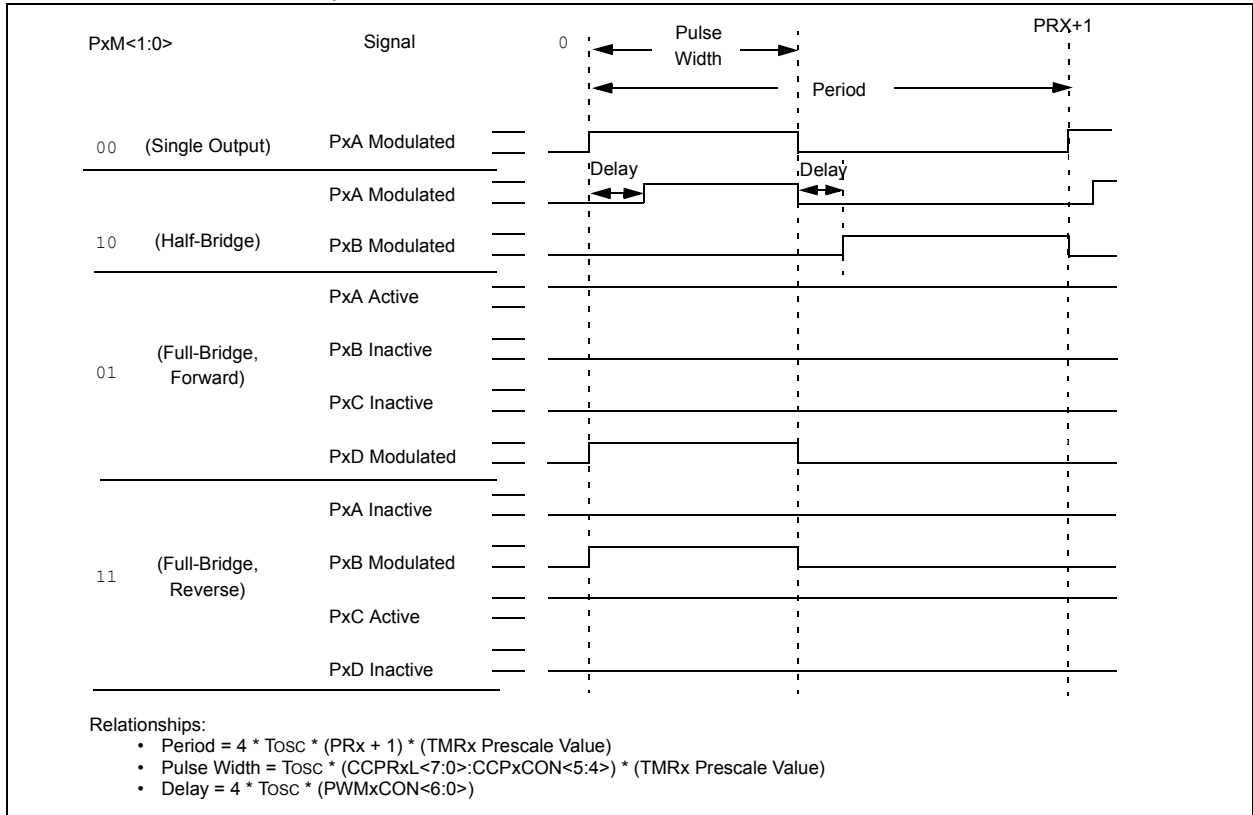 PxM<1:0> Signal 0 Pulse Width PRX+1
Period
00 (Single Output) PxA Modulated
Delay Delay
PxA Modulated
10 (Half-Bridge) PxB Modulated
PxA Active
01 (Full-Bridge, Forward) PxB Inactive
PxC Inactive
PxD Modulated
PxA Inactive
11 (Full-Bridge, Reverse) PxB Modulated
PxC Active
PxD Inactive
Relationships:
• Period = 4 * TOSC * (PRx + 1) * (TMRx Prescale Value)
• Pulse Width = TOSC * (CCPRxL<7:0>:CCPxCON<5:4>) * (TMRx Prescale Value)
• Delay = 4 * TOSC * (PWMxCON<6:0>)